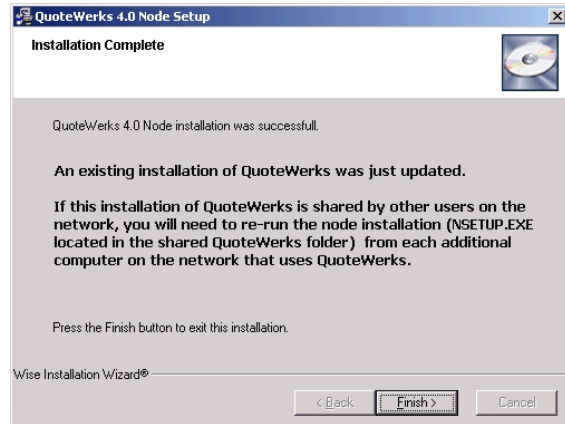 QuoteWerks 4.0 Node Setup
Installation Complete
QuoteWerks 4.0 Node installation was successfull.
An existing installation of QuoteWerks was just updated.
If this installation of QuoteWerks is shared by other users on the
network, you will need to re-run the node installation (NSETUP.EXE
located in the shared QuoteWerks folder) from each additional
computer on the network that uses QuoteWerks.
Press the Finish button to exit this installation.
Wise Installation Wizard®
< Back
Finish >
Cancel